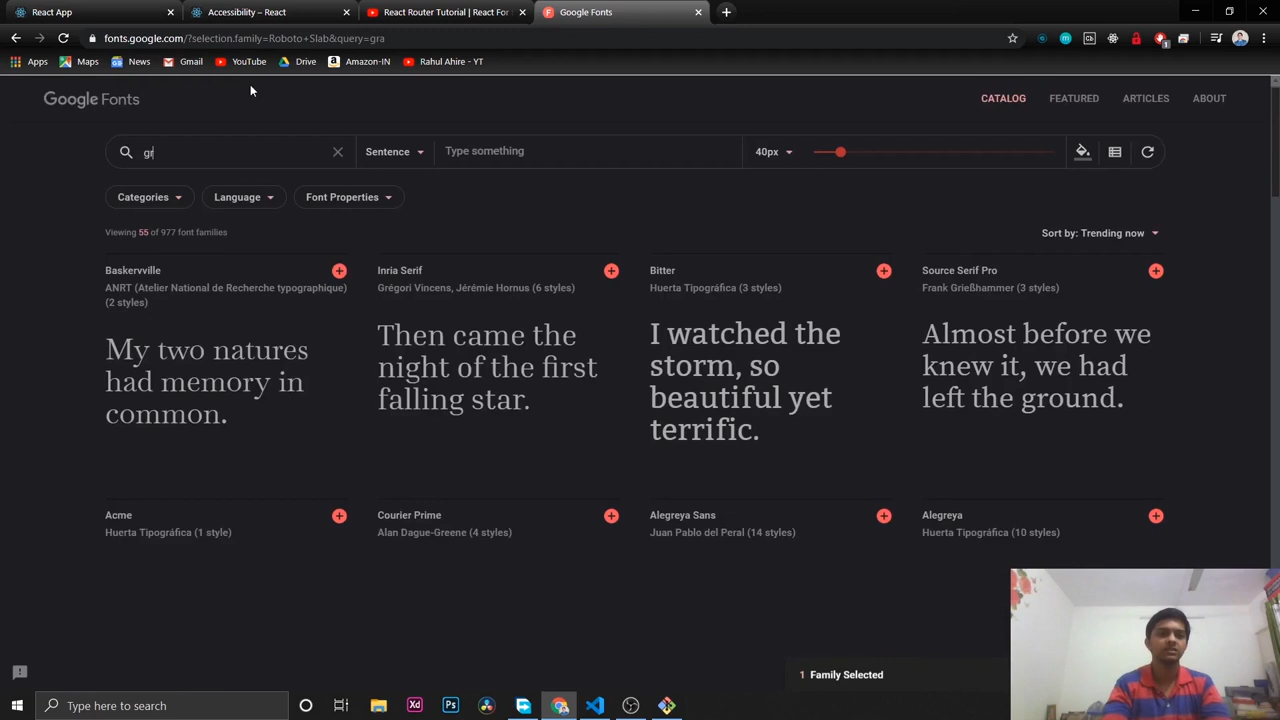 React App
Accessibility – React
React Router Tutorial | React For
Google Fonts
fonts.google.com/?selection.family=Roboto+Slab&query=gra
Apps
Maps
News
Gmail
YouTube
Drive
Amazon-IN
Rahul Ahire - YT
Google Fonts
CATALOG
FEATURED
ARTICLES
ABOUT
gr
Sentence
Type something
40px
Categories
Language
Font Properties
Viewing 55 of 977 font families
Sort by: Trending now
Baskervville
ANRT (Atelier National de Recherche typographique)
(2 styles)
My two natures
had memory in
common.
Inria Serif
Grégori Vincens, Jérémie Hornus (6 styles)
Then came the
night of the first
falling star.
Bitter
Huerta Tipográfica (3 styles)
I watched the
storm, so
beautiful yet
terrific.
Source Serif Pro
Frank Grießhammer (3 styles)
Almost before we
knew it, we had
left the ground.
Acme
Huerta Tipográfica (1 style)
Courier Prime
Alan Dague-Greene (4 styles)
Alegreya Sans
Juan Pablo del Peral (14 styles)
Alegreya
Huerta Tipográfica (10 styles)
1 Family Selected
Type here to search
Xd
Ps